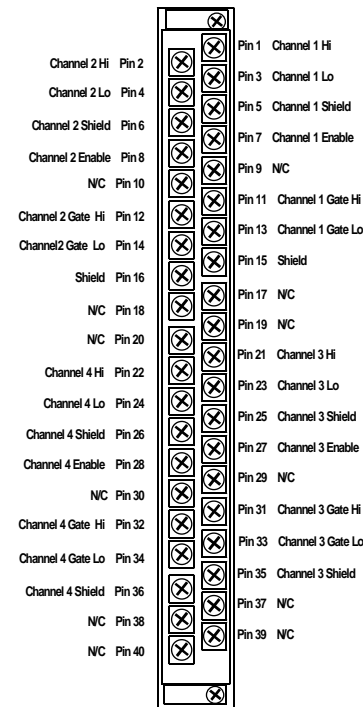 Pin 1 Channel 1 Hi
Channel 2 Hi Pin 2
Pin 3 Channel 1 Lo
Channel 2 Lo Pin 4
Pin 5 Channel 1 Shield
Channel 2 Shield Pin 6
Pin 7 Channel 1 Enable
Channel 2 Enable Pin 8
Pin 9 N/C
N/C Pin 10
Pin 11 Channel 1 Gate Hi
Channel 2 Gate Hi Pin 12
Pin 13 Channel 1 Gate Lo
Channel2 Gate Lo Pin 14
Pin 15 Shield
Shield Pin 16
Pin 17 N/C
N/C Pin 18
Pin 19 N/C
N/C Pin 20
Pin 21 Channel 3 Hi
Channel 4 Hi Pin 22
Pin 23 Channel 3 Lo
Channel 4 Lo Pin 24
Pin 25 Channel 3 Shield
Channel 4 Shield Pin 26
Pin 27 Channel 3 Enable
Channel 4 Enable Pin 28
Pin 29 N/C
N/C Pin 30
Pin 31 Channel 3 Gate Hi
Channel 4 Gate Hi Pin 32
Pin 33 Channel 3 Gate Lo
Channel 4 Gate Lo Pin 34
Pin 35 Channel 3 Shield
Channel 4 Shield Pin 36
Pin 37 N/C
N/C Pin 38
Pin 39 N/C
N/C Pin 40